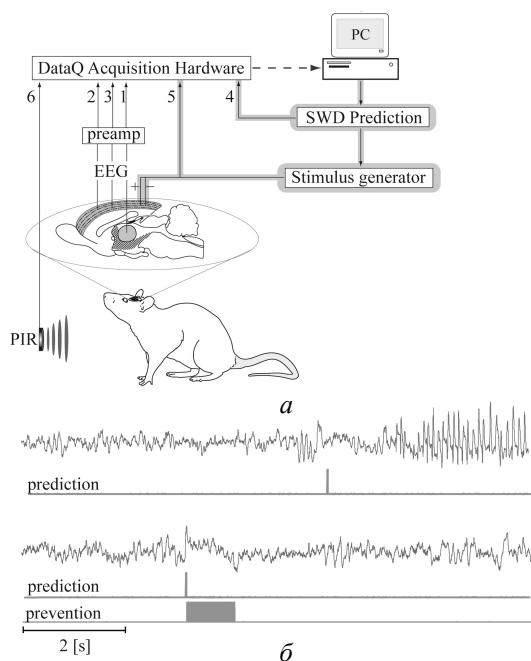 PC
DataQ Acquisition Hardware
6 2 3 1 5 4
preamp
SWD Prediction
EEG
+ −
Stimulus generator
PIR
а
prediction
prediction
prevention
2 [s]
б